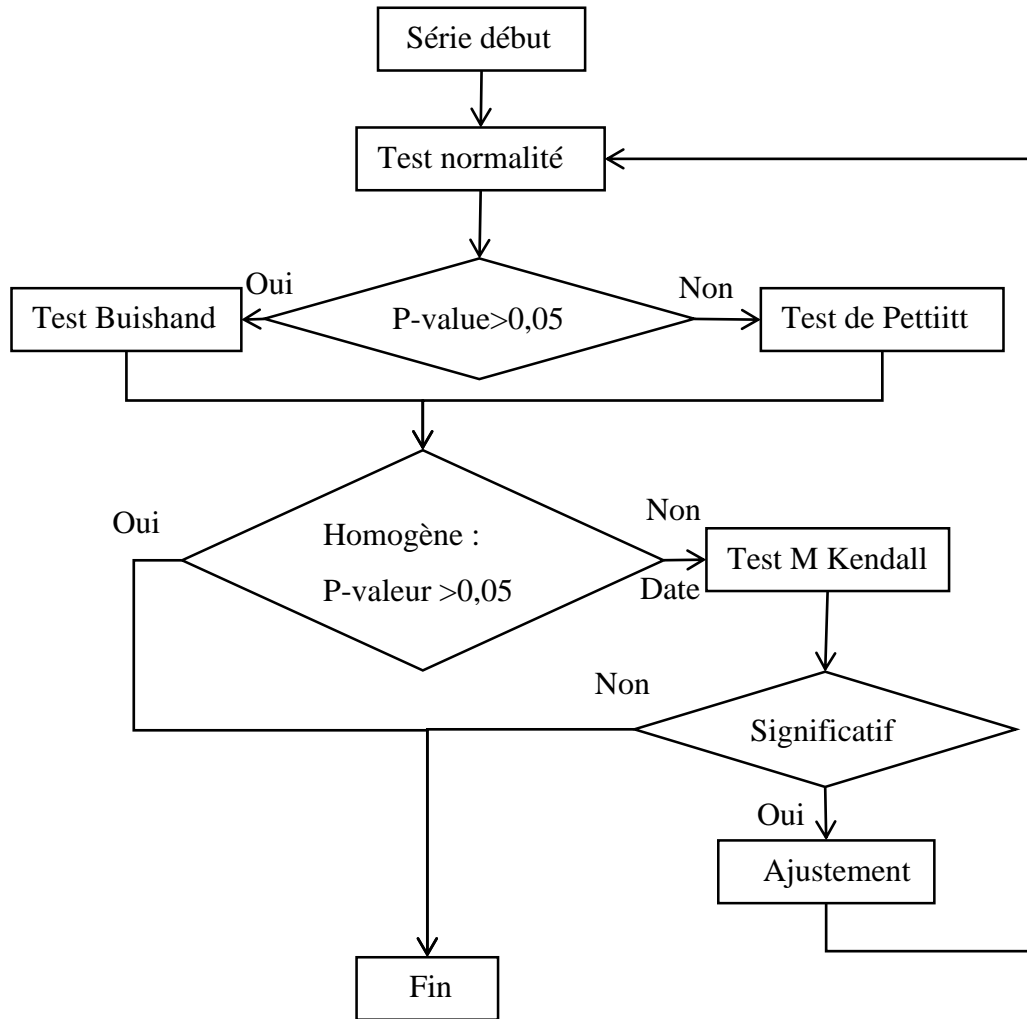 Série début
Test normalité
Oui
Non
Test Buishand
P-value>0,05
Test de Pettiitt
Oui
Non
Homogène :
Test M Kendall
P-valeur >0,05
Date
Non
Significatif
Oui
Ajustement
Fin